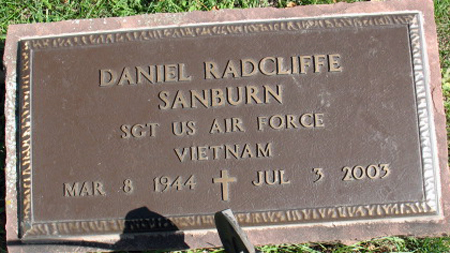 DANIEL RADCLIFFE
SANBURN
SGT US AIR FORCE
VIETNAM
MAR 8 1944 ✝ JUL 3 2003